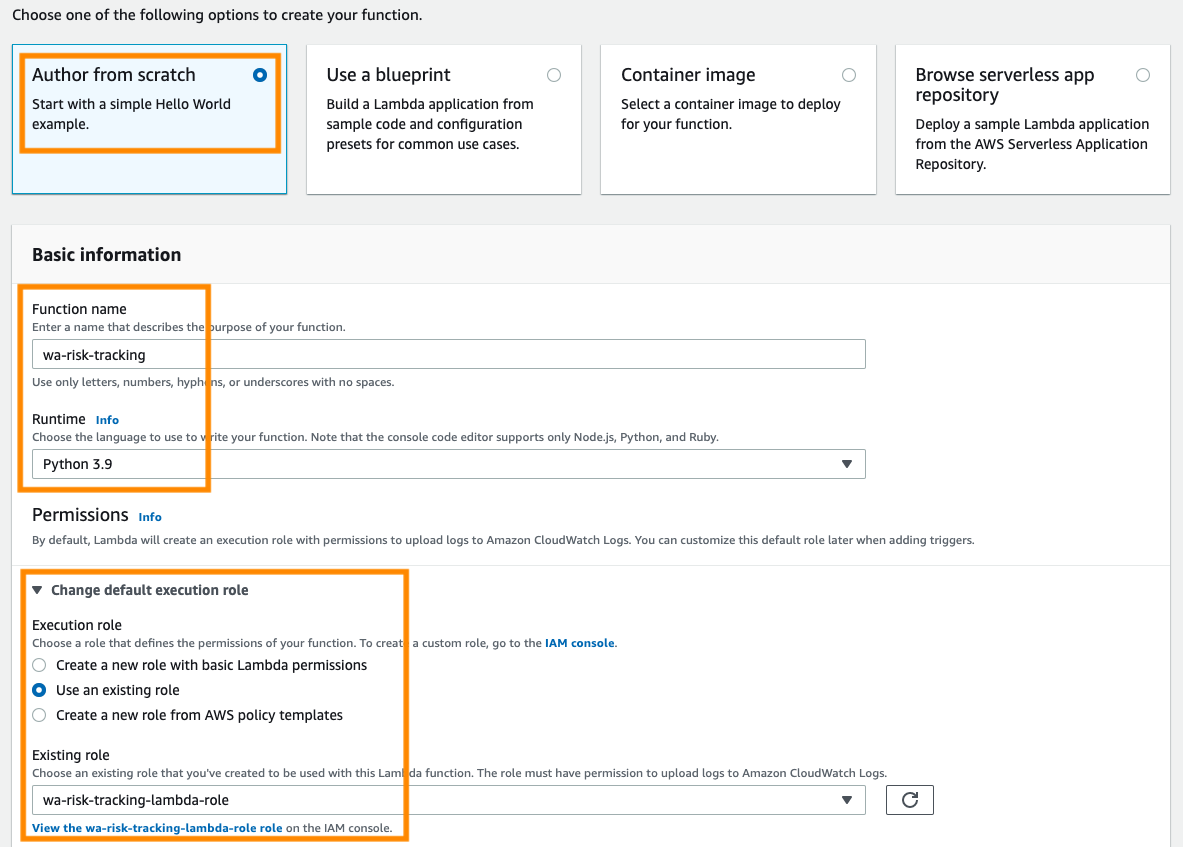 Choose one of the following options to create your function.
Author from scratch
Start with a simple Hello World
example.
Use a blueprint
Build a Lambda application from
sample code and configuration
presets for common use cases.
Container image
Select a container image to deploy
for your function.
Browse serverless app
repository
Deploy a sample Lambda application
from the AWS Serverless Application
Repository.
Basic information
Function name
Enter a name that describes the purpose of your function.
wa-risk-tracking
Use only letters, numbers, hyphens, or underscores with no spaces.
Runtime Info
Choose the language to use to write your function. Note that the console code editor supports only Node.js, Python, and Ruby.
Python 3.9
Permissions Info
By default, Lambda will create an execution role with permissions to upload logs to Amazon CloudWatch Logs. You can customize this default role later when adding triggers.
Change default execution role
Execution role
Choose a role that defines the permissions of your function. To create a custom role, go to the IAM console.
Create a new role with basic Lambda permissions
Use an existing role
Create a new role from AWS policy templates
Existing role
Choose an existing role that you've created to be used with this Lambda function. The role must have permission to upload logs to Amazon CloudWatch Logs.
wa-risk-tracking-lambda-role
View the wa-risk-tracking-lambda-role role on the IAM console.